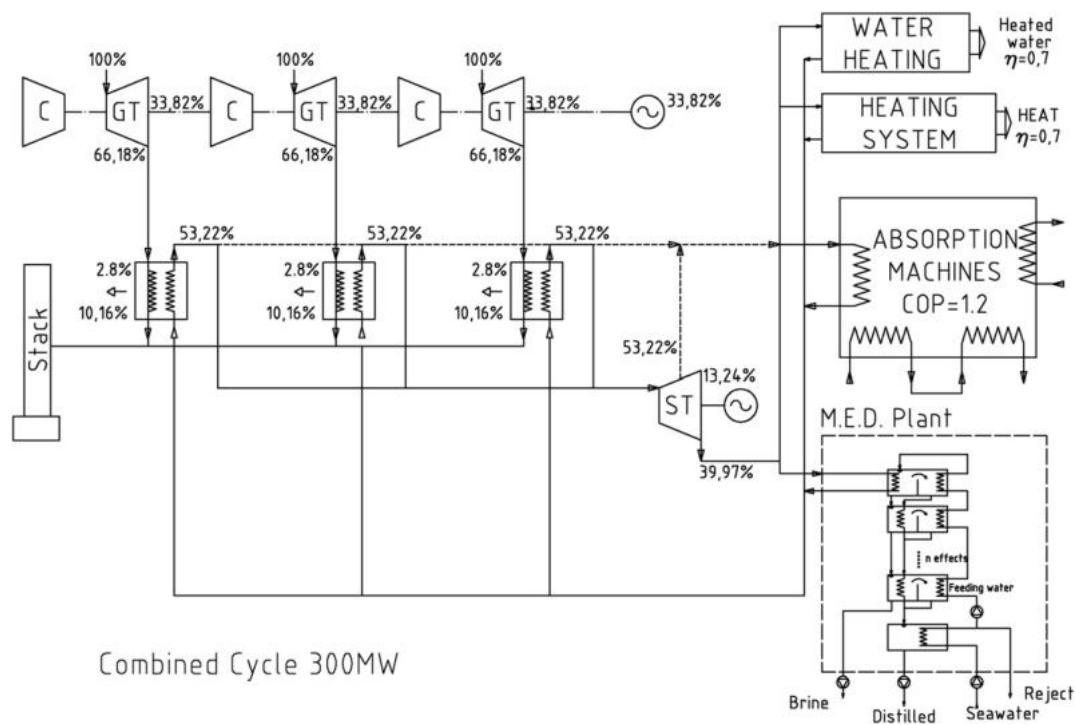 WATER
HEATING
Heated
water
η=0,7
HEATING
SYSTEM
HEAT
η=0,7
100%
100%
100%
C
GT
33,82%
C
GT
33,82%
C
GT
33,82%
33,82%
66,18%
66,18%
66,18%
53,22%
53,22%
53,22%
2.8%
10,16%
2.8%
10,16%
2.8%
10,16%
Stack
ABSORPTION
MACHINES
COP=1.2
53,22%
13,24%
ST
39,97%
M.E.D. Plant
n effects
Feeding water
Combined Cycle 300MW
Brine
Distilled
Seawater
Reject